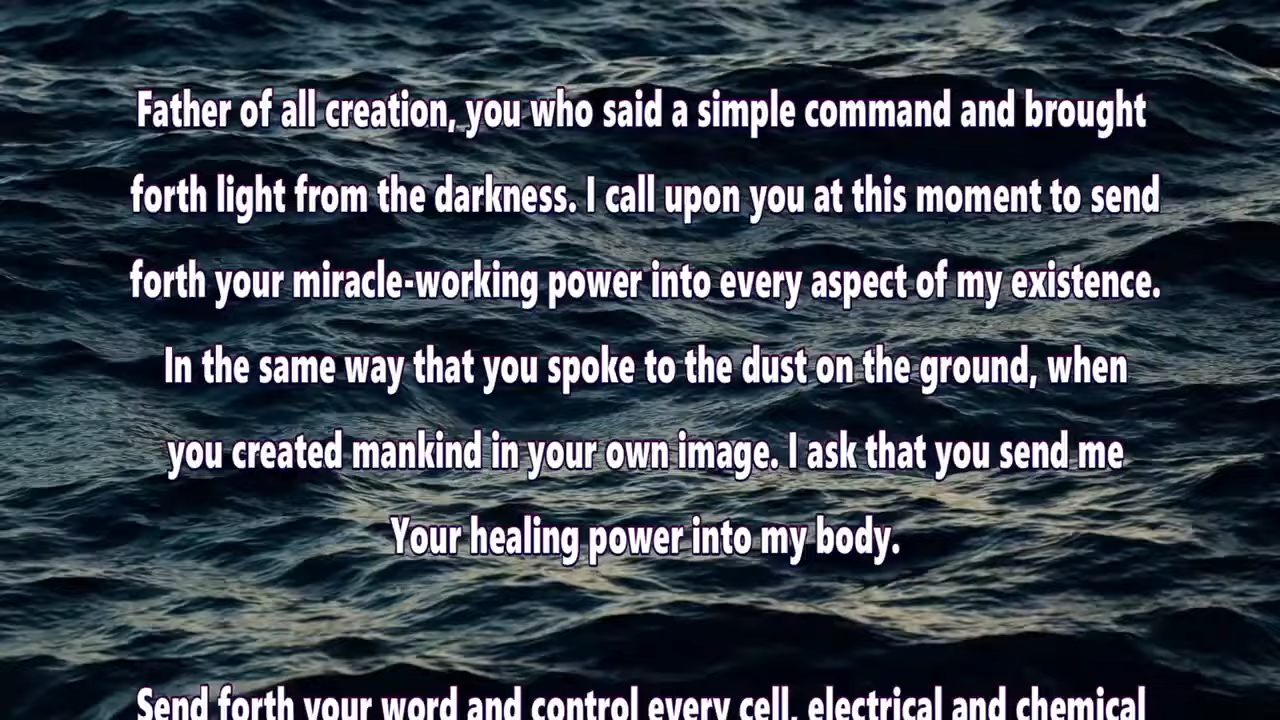 Father of all creation, you who said a simple command and brought
forth light from the darkness. I call upon you at this moment to send
forth your miracle-working power into every aspect of my existence.
In the same way that you spoke to the dust on the ground, when
you created mankind in your own image. I ask that you send me
Your healing power into my body.
Send forth your word and control every cell, electrical and chemical